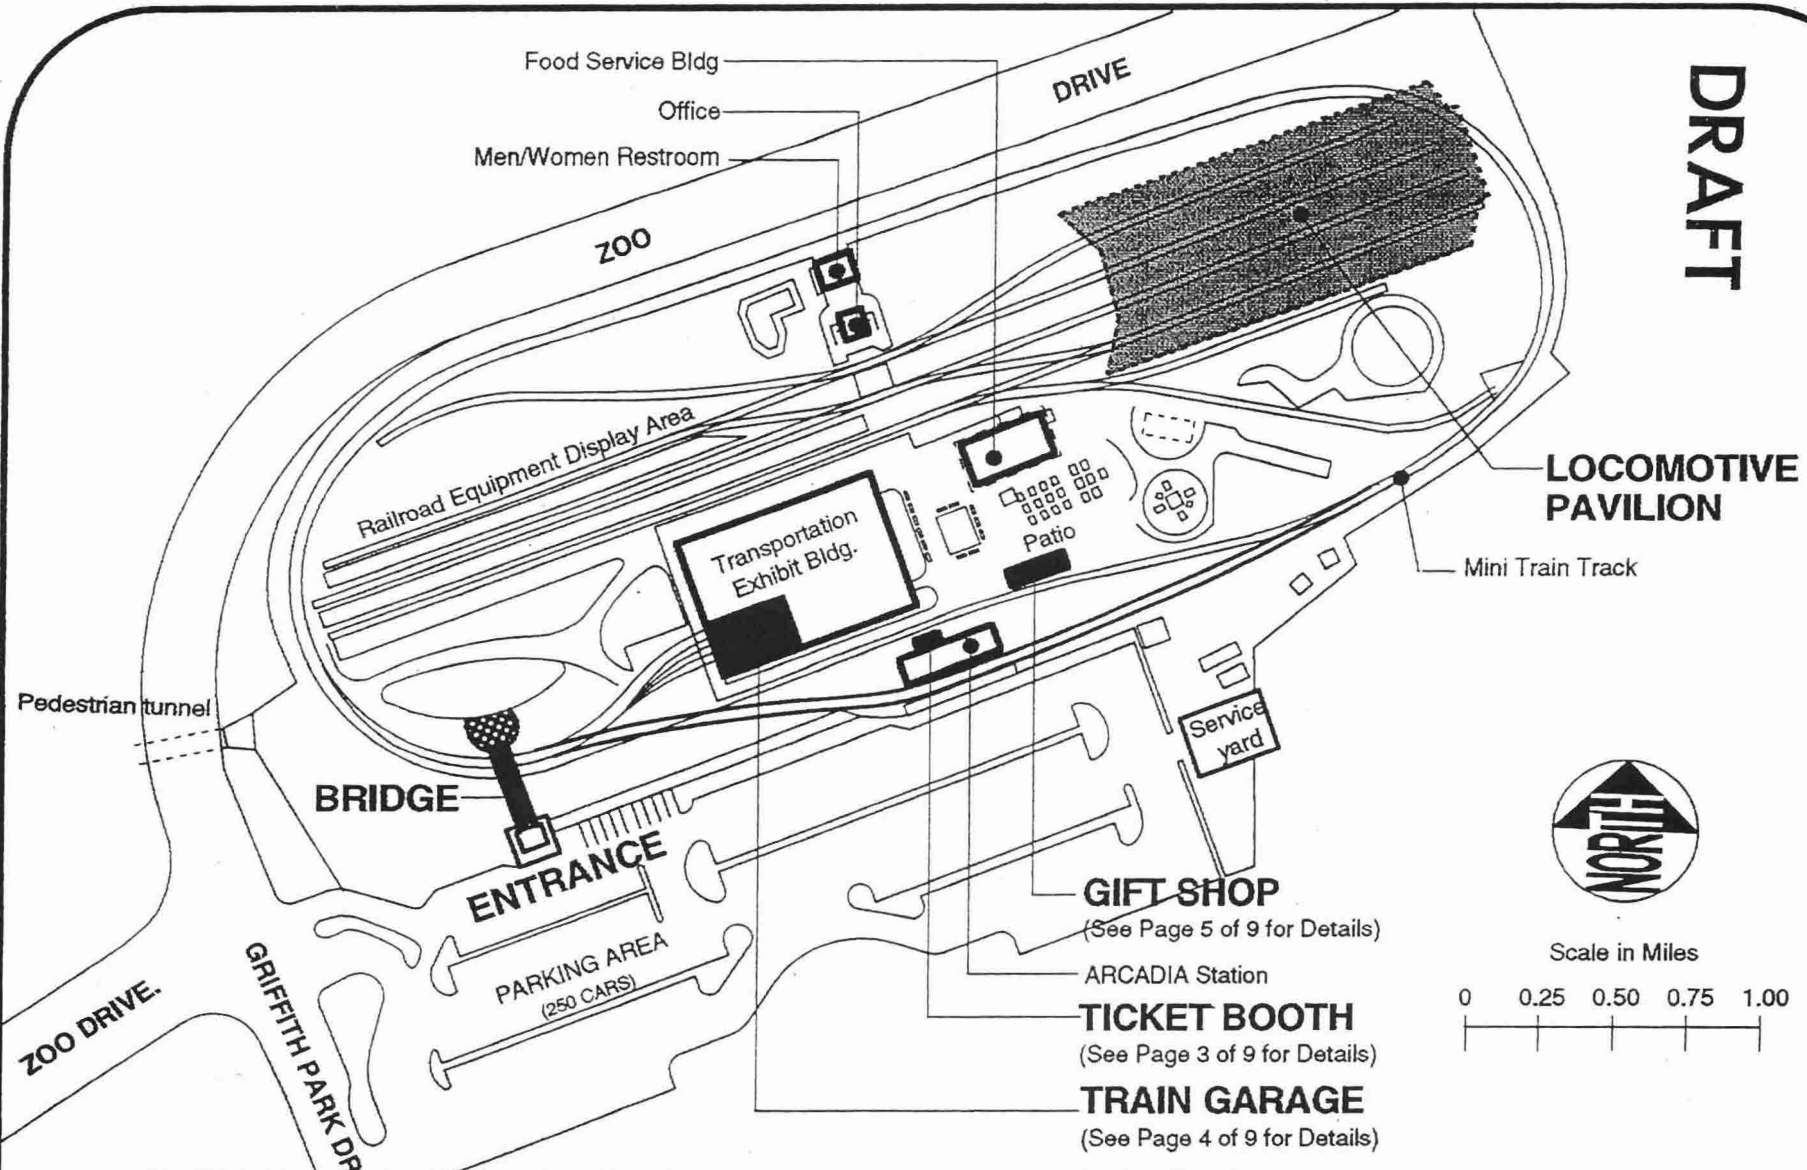 Food Service Bldg
Office
Men/Women Restroom
DRIVE
ZOO
DRAFT
Railroad Equipment Display Area
Transportation
Exhibit Bldg.
Patio
LOCOMOTIVE
PAVILION
Mini Train Track
Pedestrian tunnel
Service
yard
BRIDGE
ENTRANCE
NORTH
GIFT SHOP
(See Page 5 of 9 for Details)
ARCADIA Station
TICKET BOOTH
(See Page 3 of 9 for Details)
TRAIN GARAGE
(See Page 4 of 9 for Details)
PARKING AREA
(250 CARS)
ZOO DRIVE.
GRIFFITH PARK DR
Scale in Miles
0 0.25 0.50 0.75 1.00